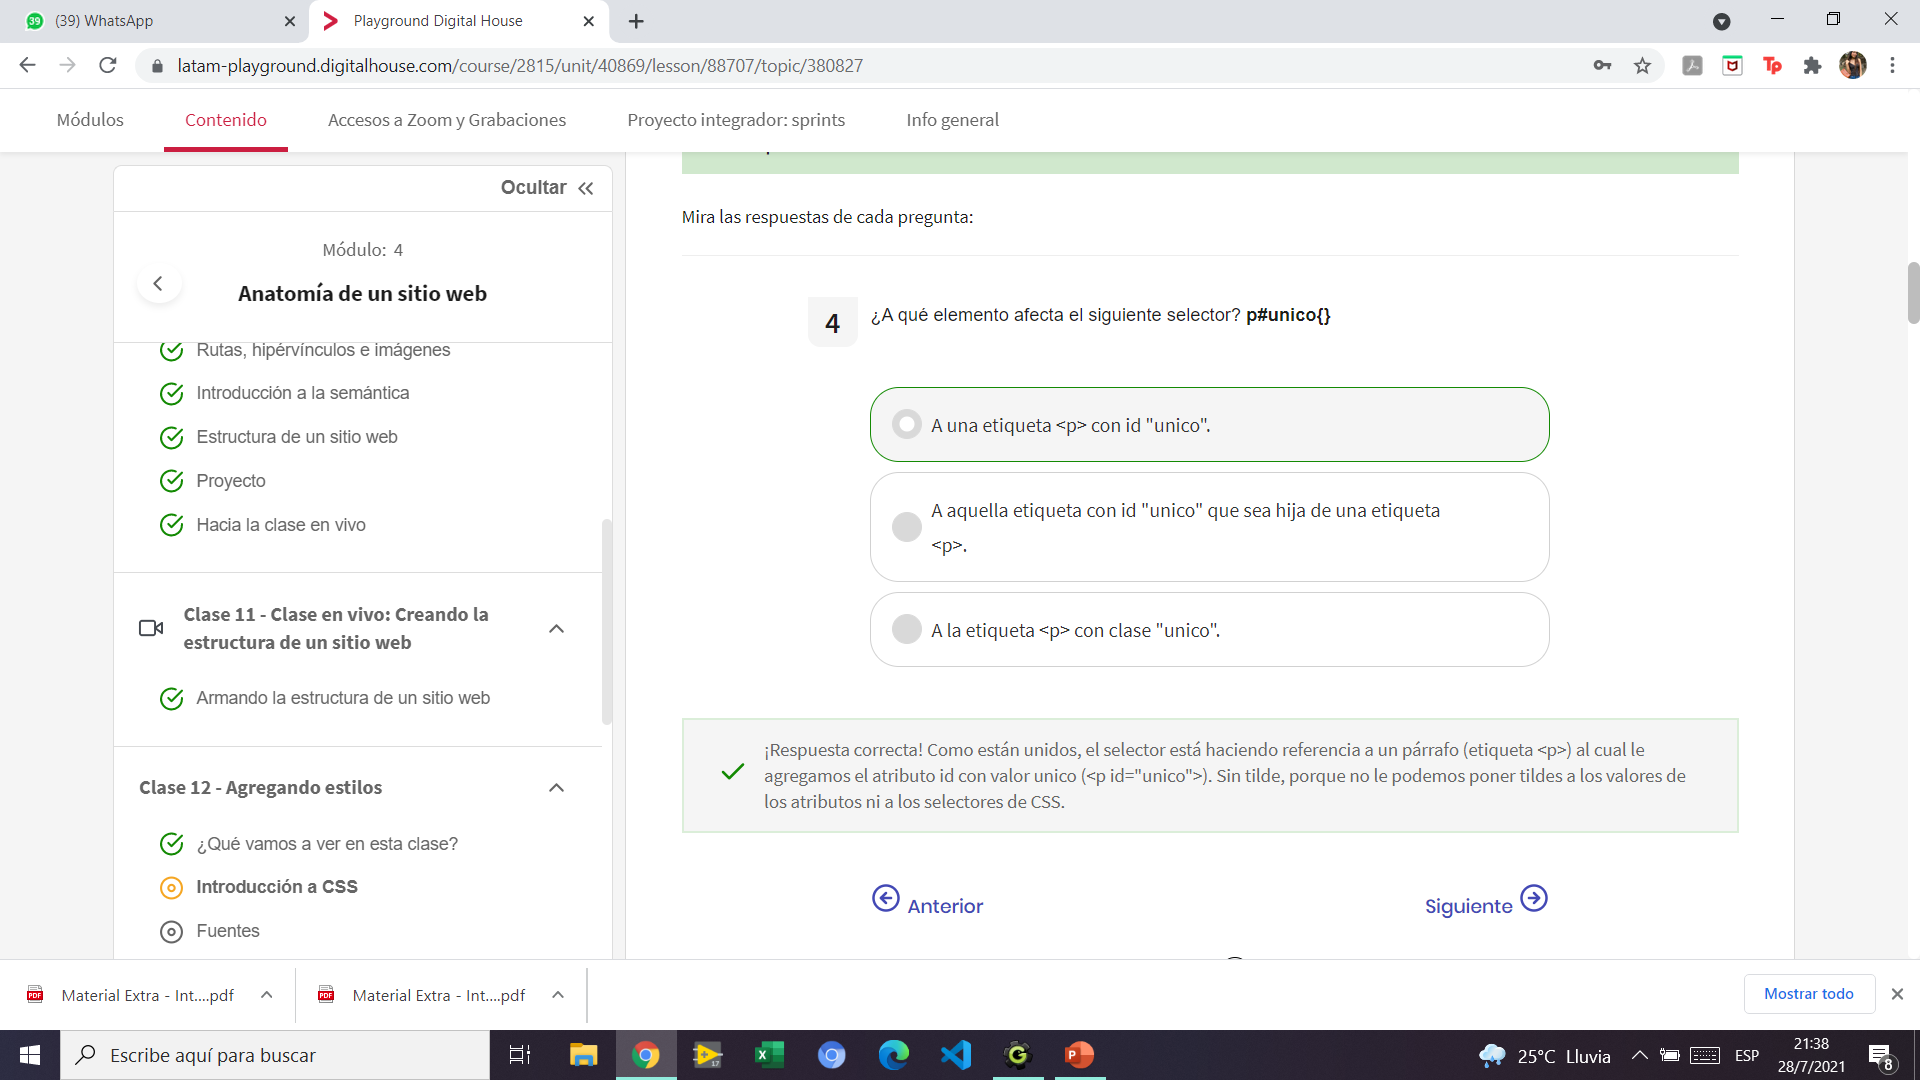 (39) WhatsApp
Playground Digital House
latam-playground.digitalhouse.com/course/2815/unit/40869/lesson/88707/topic/380827
Módulos
Contenido
Accesos a Zoom y Grabaciones
Proyecto integrador: sprints
Info general
Ocultar
Módulo: 4
Anatomía de un sitio web
Rutas, hipérvínculos e imágenes
Introducción a la semántica
Estructura de un sitio web
Proyecto
Hacia la clase en vivo
Clase 11 - Clase en vivo: Creando la
estructura de un sitio web
Armando la estructura de un sitio web
Clase 12 - Agregando estilos
¿Qué vamos a ver en esta clase?
Introducción a CSS
Fuentes
Mira las respuestas de cada pregunta:
4
¿A qué elemento afecta el siguiente selector? p#unico{}
A una etiqueta <p> con id "unico".
A aquella etiqueta con id "unico" que sea hija de una etiqueta
<p>.
A la etiqueta <p> con clase "unico".
¡Respuesta correcta! Como están unidos, el selector está haciendo referencia a un párrafo (etiqueta <p>) al cual le
agregamos el atributo id con valor unico (<p id="unico">). Sin tilde, porque no le podemos poner tildes a los valores de
los atributos ni a los selectores de CSS.
Anterior
Siguiente
Material Extra - Int....pdf
Material Extra - Int....pdf
Mostrar todo
Escribe aquí para buscar
25°C Lluvia
ESP
21:38
28/7/2021
8